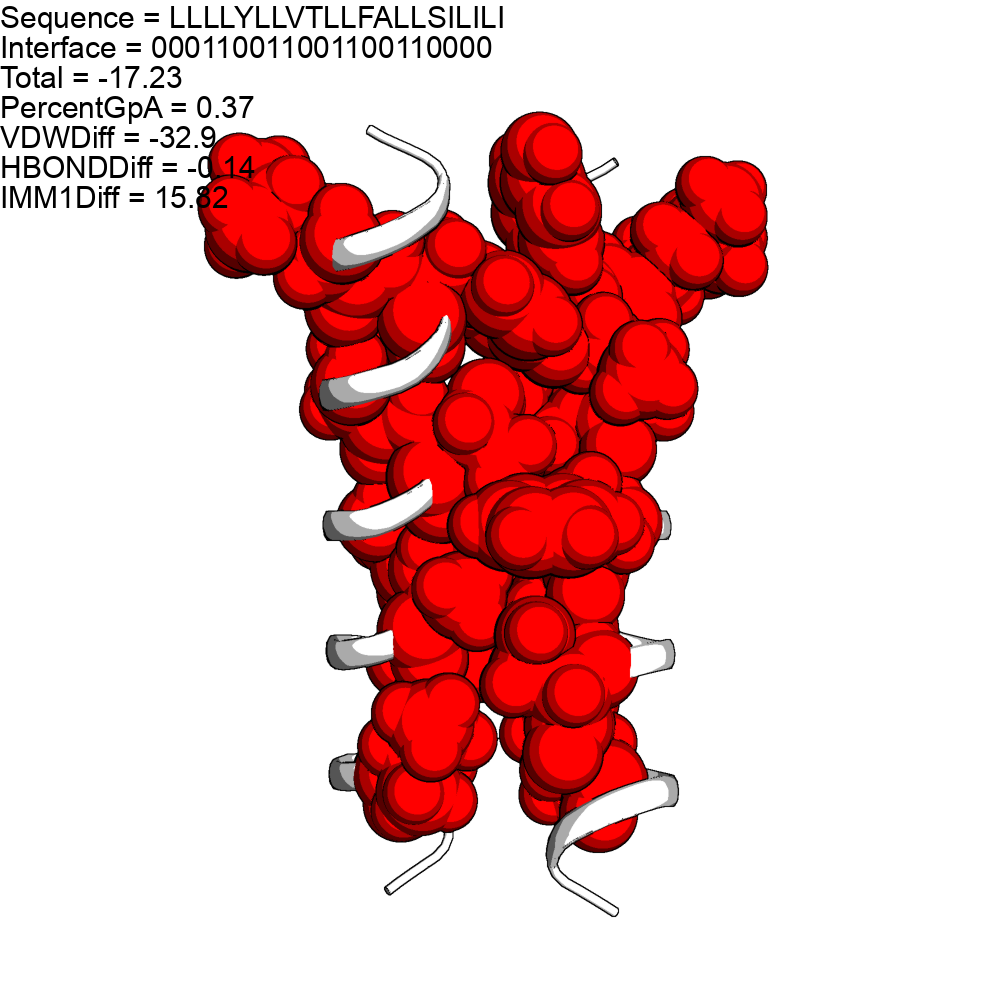 Sequence = LLLLYLLVTLLFALLSILILI
Interface = 000110011001100110000
Total = -17.23
PercentGpA = 0.37
VDWDiff = -32.9
HBONDDiff = -0.14
IMM1Diff = 15.82